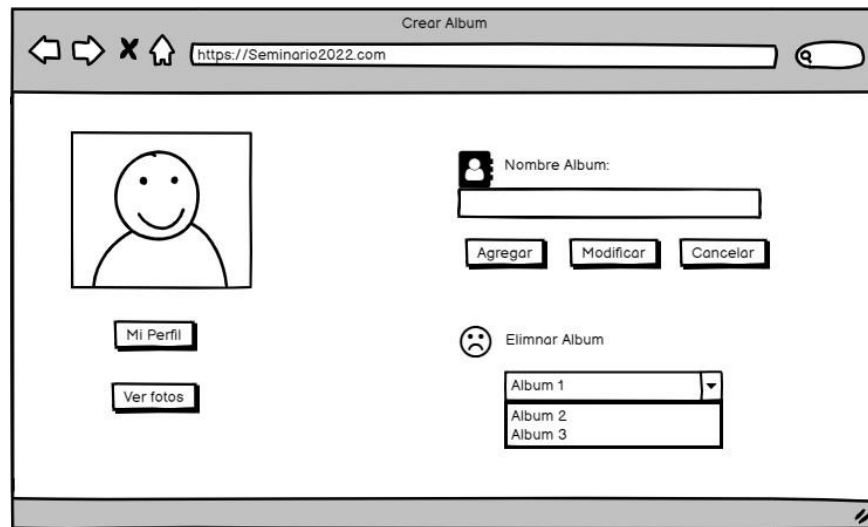 Crear Album
https://Seminario2022.com
Nombre Album:
Agregar Modificar Cancelar
Mi Perfil
Ver fotos
Elimnar Album
Album 1
Album 2
Album 3